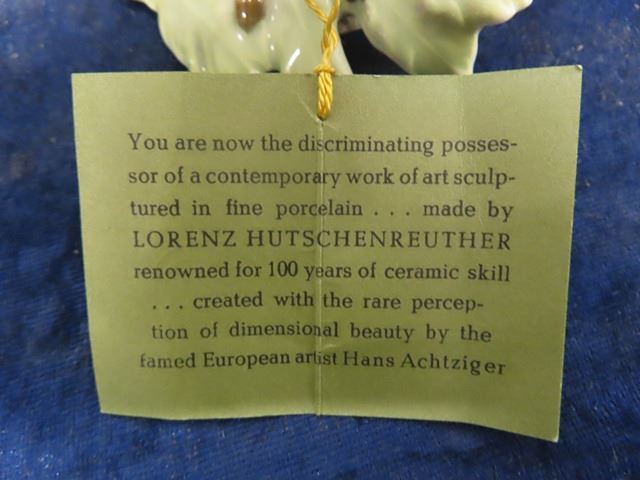 You are now the discriminating posses-
sor of a contemporary work of art sculp-
tured in fine porcelain . . . made by
LORENZ HUTSCHENREUTHER
renowned for 100 years of ceramic skill
. . . created with the rare percep-
tion of dimensional beauty by the
famed European artist Hans Achtziger